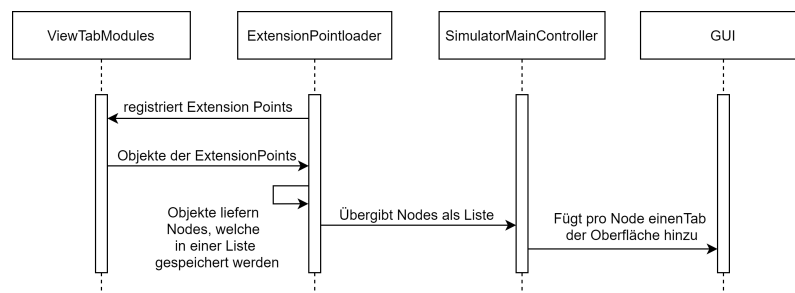 ViewTabModules
ExtensionPointloader
SimulatorMainController
GUI
registriert Extension Points
Objekte der ExtensionPoints
Objekte liefern
Nodes, welche
in einer Liste
gespeichert werden
Übergibt Nodes als Liste
Fügt pro Node einenTab
der Oberfläche hinzu